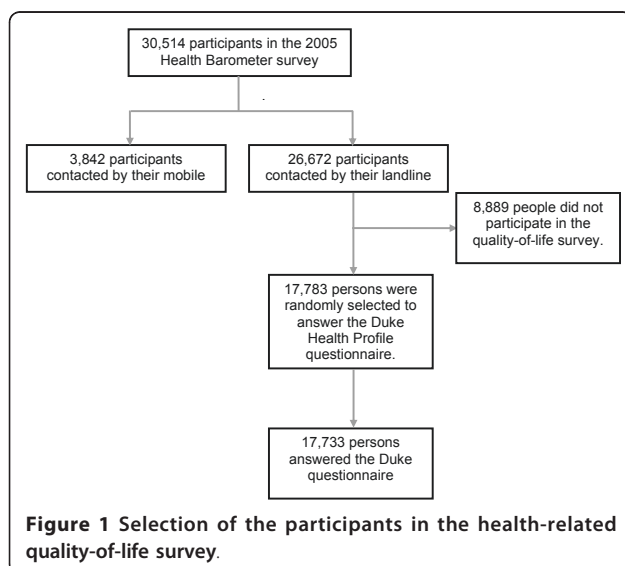 30,514 participants in the 2005
Health Barometer survey
3,842 participants
contacted by their mobile
26,672 participants
contacted by their landline
8,889 people did not
participate in the
quality-of-life survey.
17,783 persons were
randomly selected to
answer the Duke
Health Profile
questionnaire.
17,733 persons
answered the Duke
questionnaire
Figure 1 Selection of the participants in the health-related
quality-of-life survey.